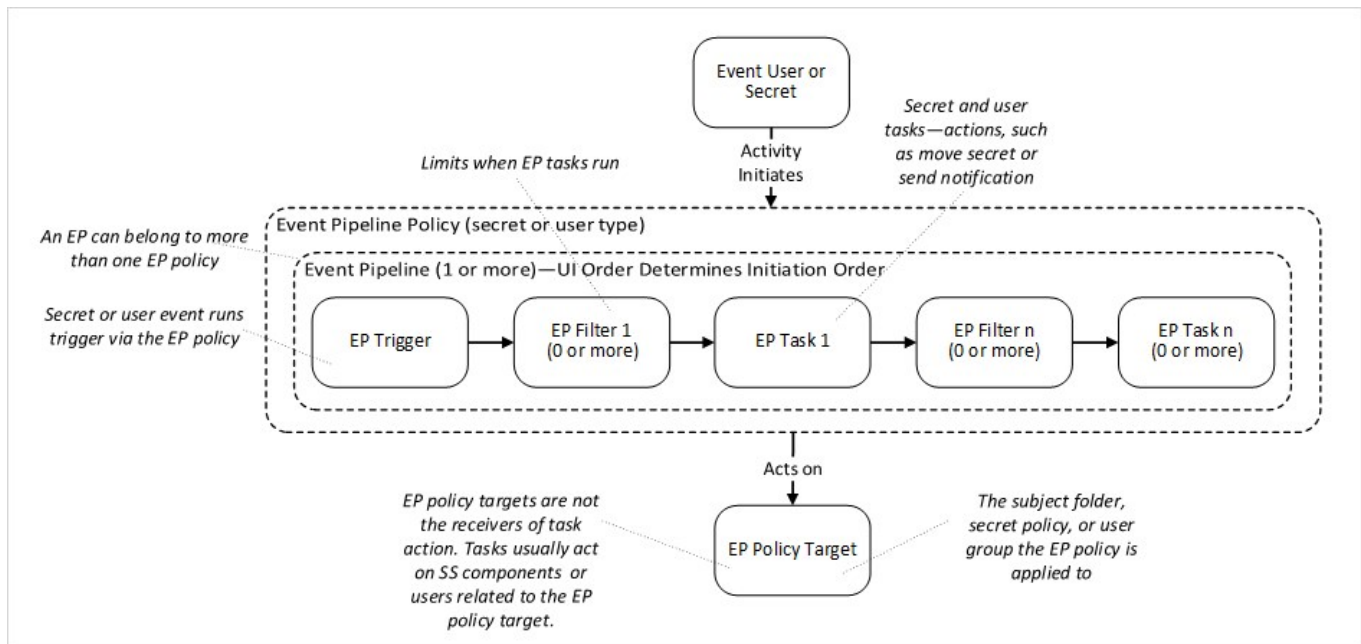 Event User or
Secret
Secret and user
tasks—actions, such
as move secret or
send notification
Activity
Initiates
Limits when EP tasks run
Event Pipeline Policy (secret or user type)
An EP can belong to more
than one EP policy
Event Pipeline (1 or more)—UI Order Determines Initiation Order
Secret or user event runs
trigger via the EP policy
EP Trigger
EP Filter 1
(0 or more)
EP Task 1
EP Filter n
(0 or more)
EP Task n
(0 or more)
Acts on
EP policy targets are not
the receivers of task
action. Tasks usually act
on SS components or
users related to the EP
policy target.
EP Policy Target
The subject folder,
secret policy, or user
group the EP policy is
applied to